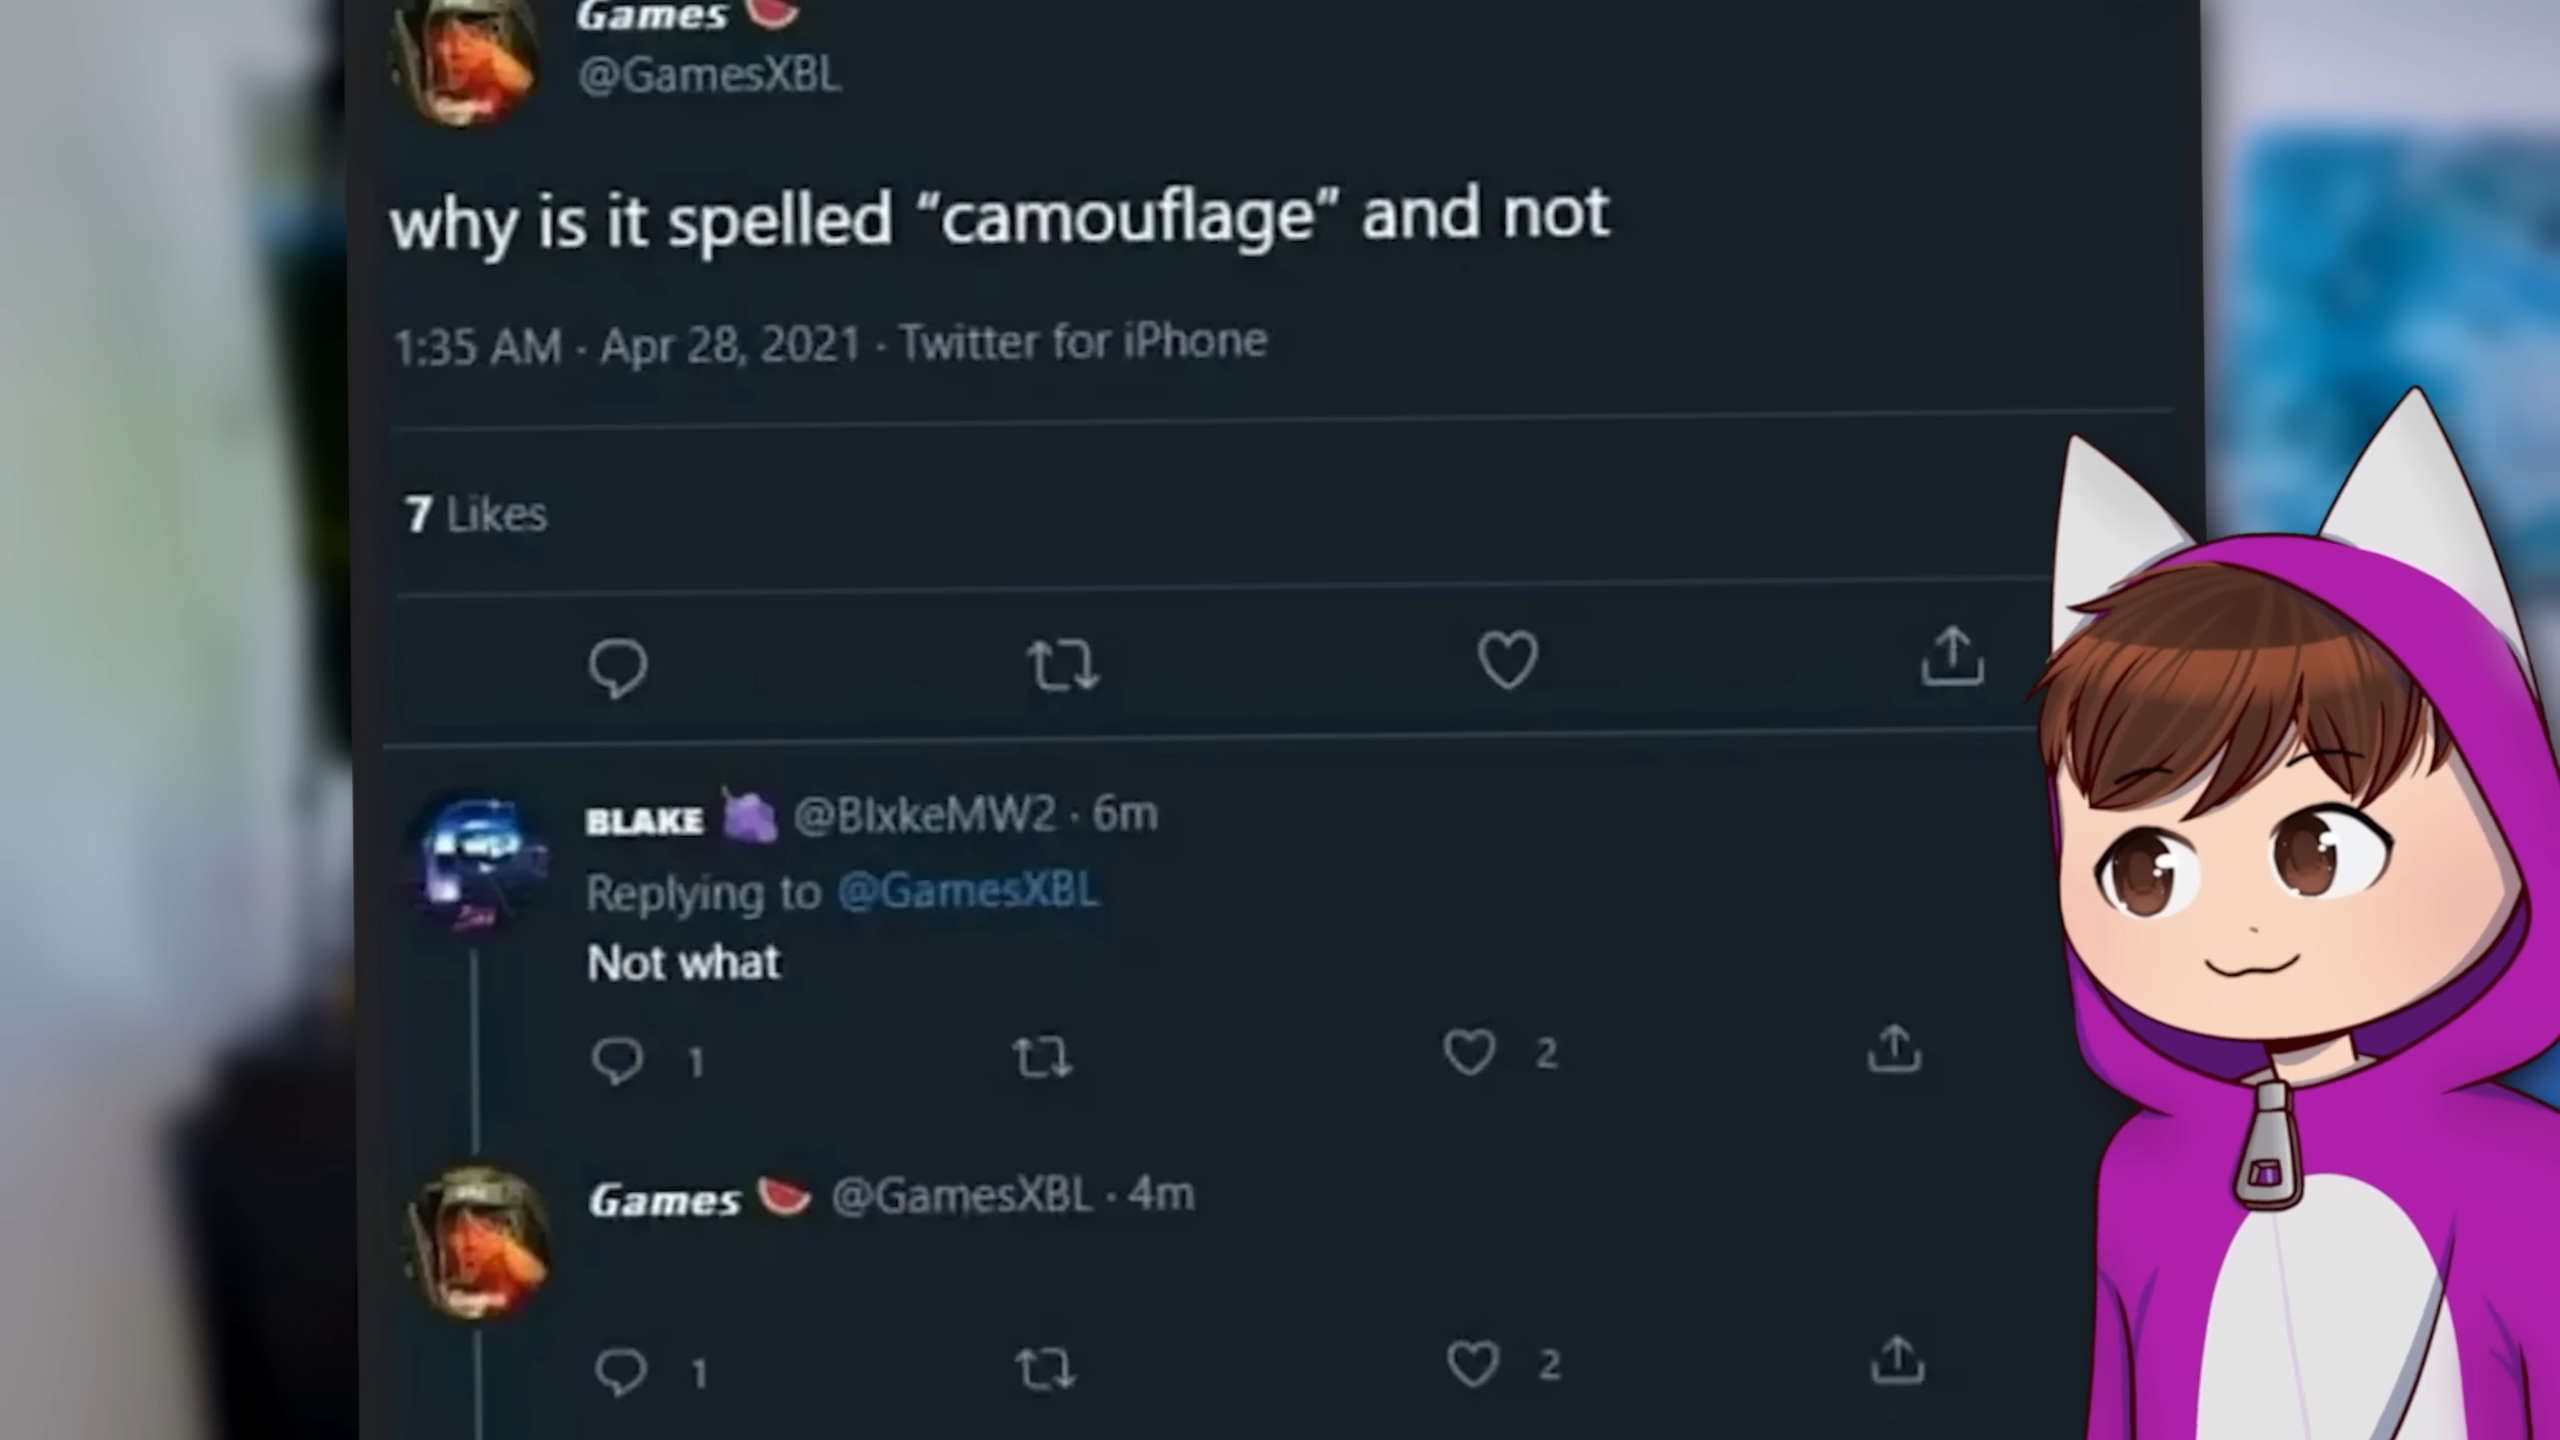 Games
@GamesXBL
why is it spelled “camouflage” and not
1:35 AM · Apr 28, 2021 · Twitter for iPhone
7 Likes
BLAKE @BlxkeMW2 · 6m
Replying to @GamesXBL
Not what
1 2
Games @GamesXBL · 4m
1 2